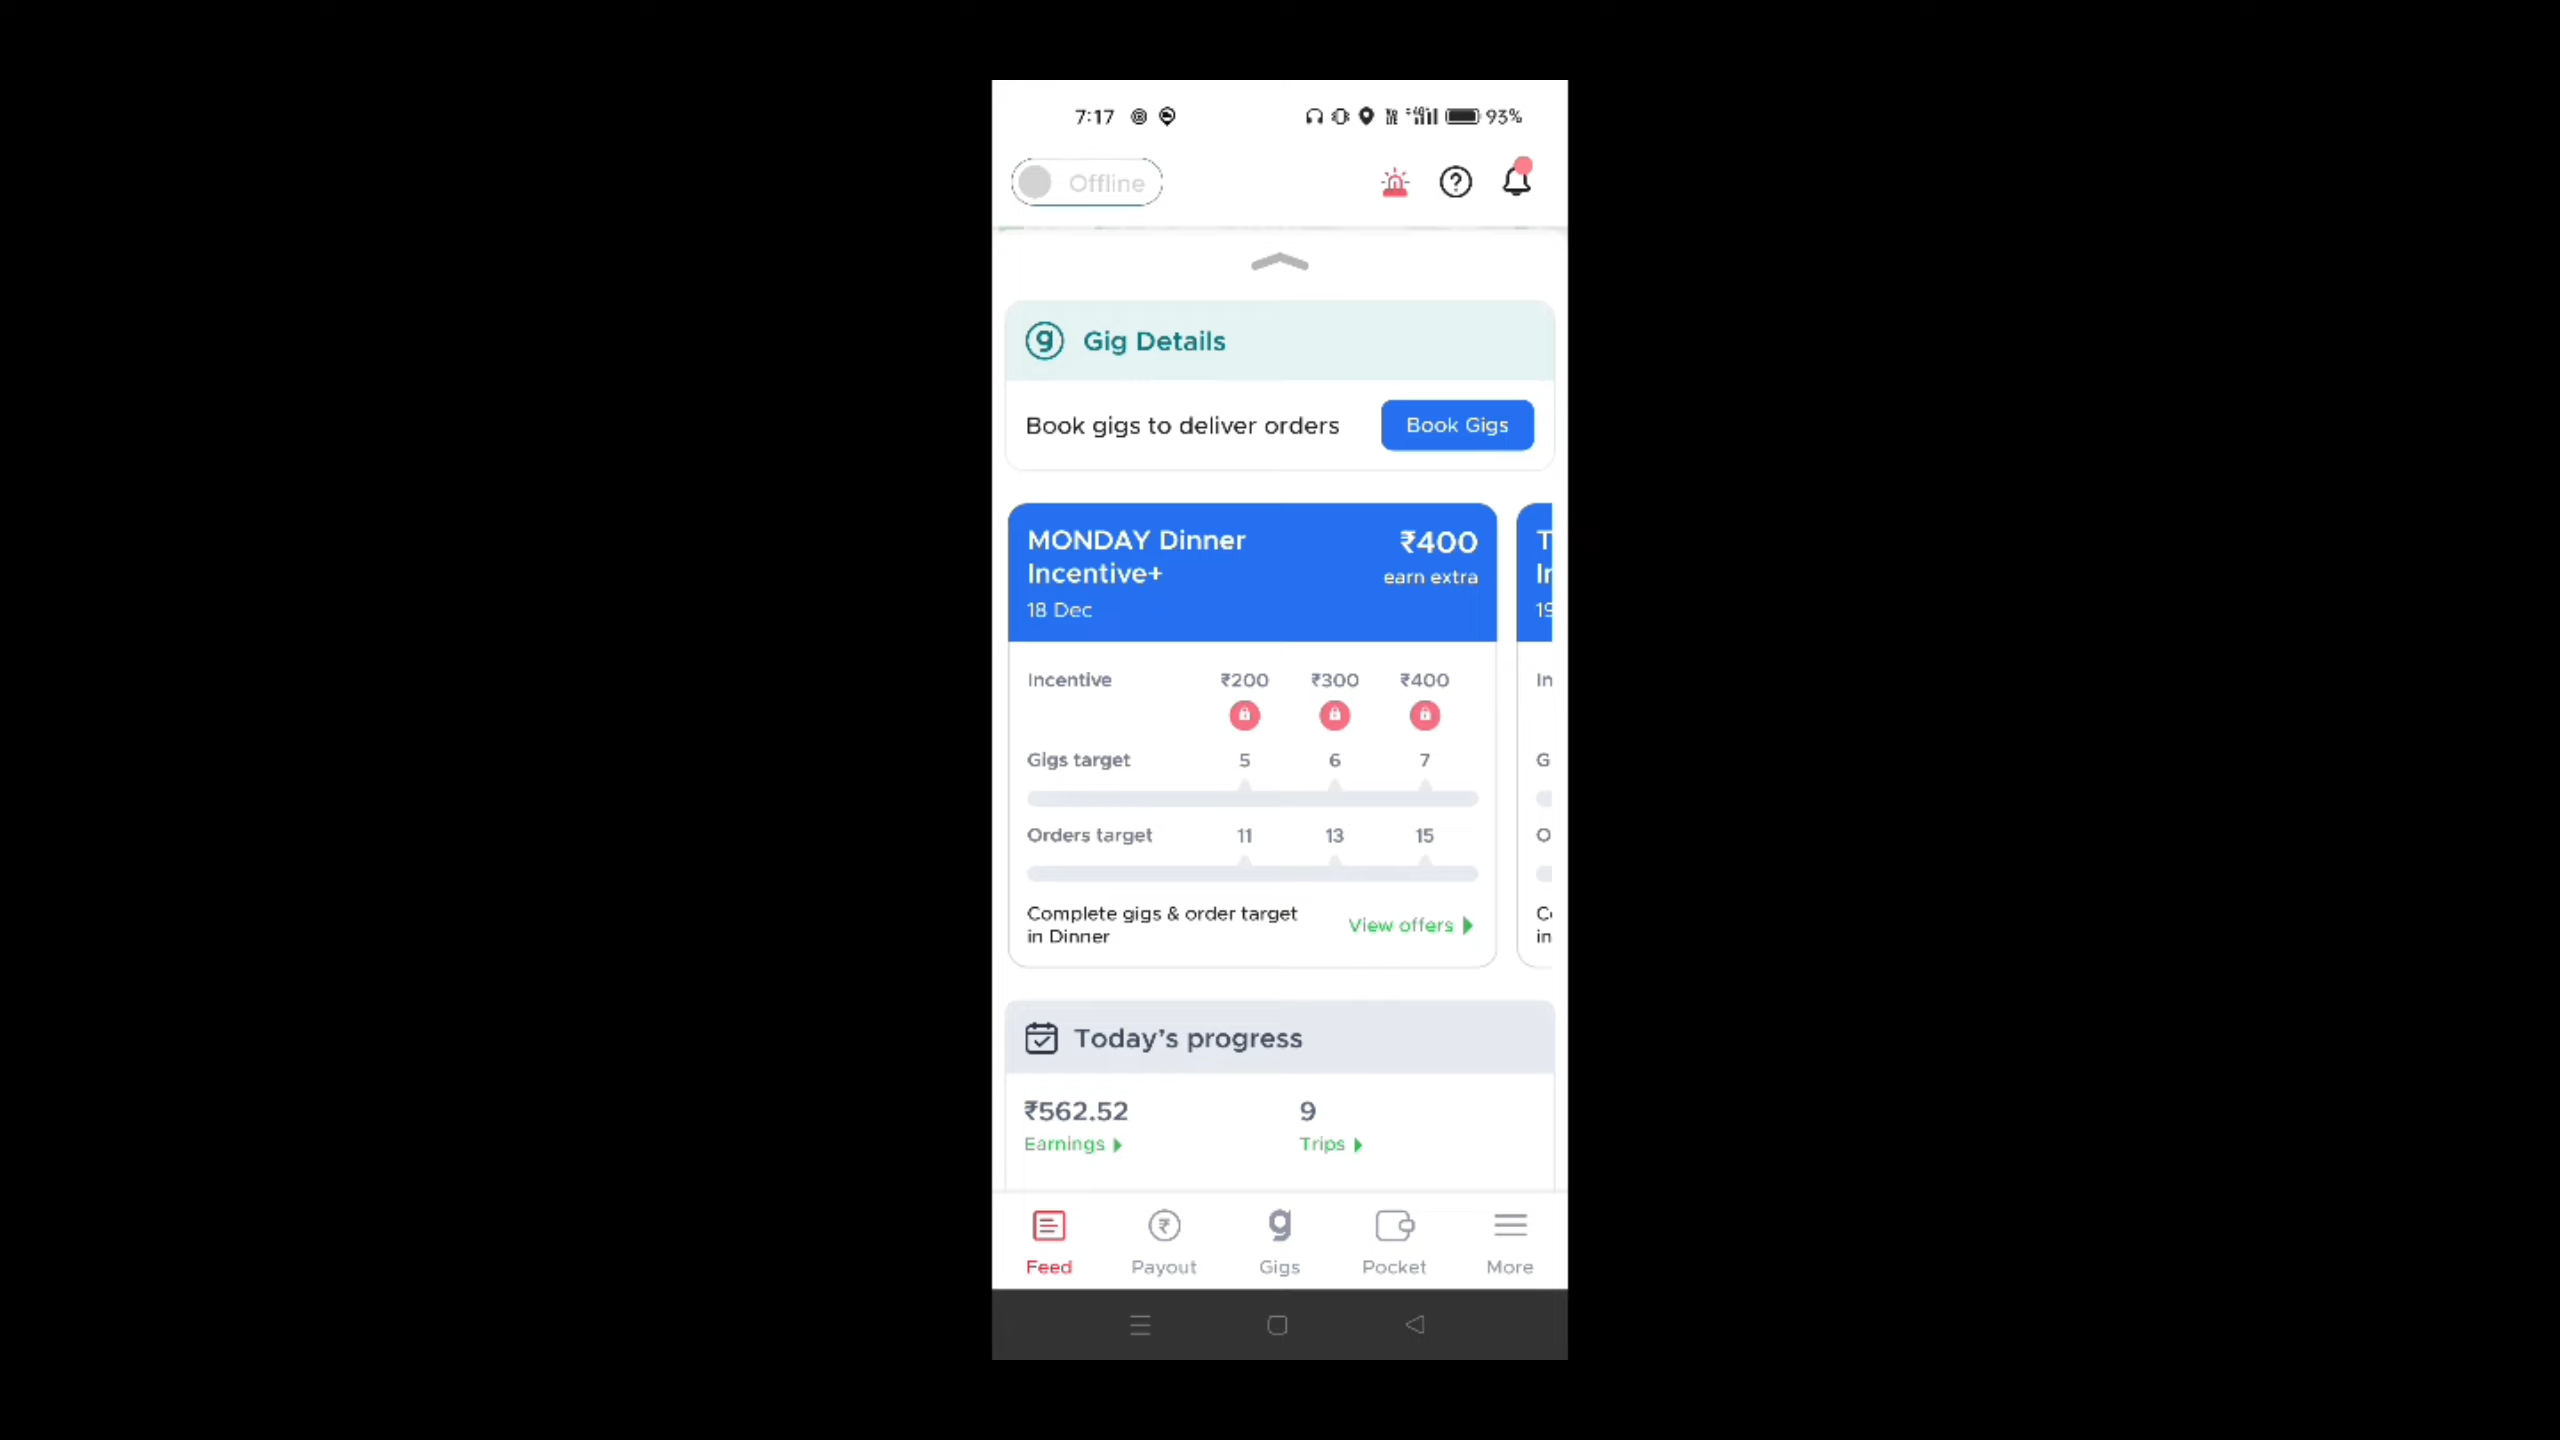 7:17 93%
Offline
Gig Details
Book gigs to deliver orders Book Gigs
MONDAY Dinner ₹400
Incentive+ earn extra
18 Dec
Incentive ₹200 ₹300 ₹400
Gigs target 5 6 7
Orders target 11 13 15
Complete gigs & order target
in Dinner
View offers
Today's progress
₹562.52 9
Earnings Trips
Feed Payout Gigs Pocket More